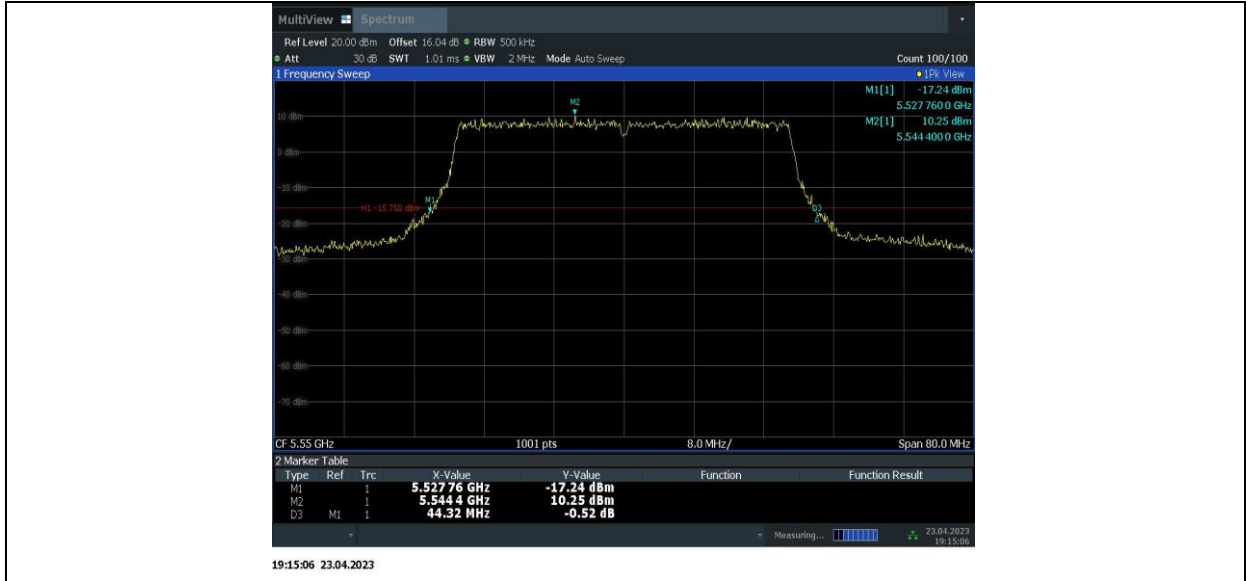 MultiView Spectrum
Ref Level 20.00 dBm Offset 16.04 dB RBW 500 kHz
Att 30 dB SWT 1.01 ms VBW 2 MHz Mode Auto Sweep Count 100/100
1 Frequency Sweep 1Pk View
M1[1] -17.24 dBm
5.527 760 0 GHz
M2[1] 10.25 dBm
5.544 400 0 GHz
M2
10 dBm
0 dBm
-10 dBm
M1
H1 -15.750 dBm
D3
-20 dBm
-30 dBm
-40 dBm
-50 dBm
-60 dBm
-70 dBm
CF 5.55 GHz 1001 pts 8.0 MHz/ Span 80.0 MHz
2 Marker Table
Type Ref Trc X-Value Y-Value Function Function Result
M1 1 5.527 76 GHz -17.24 dBm
M2 1 5.544 4 GHz 10.25 dBm
D3 M1 1 44.32 MHz -0.52 dB
Measuring... 23.04.2023
19:15:06
19:15:06 23.04.2023